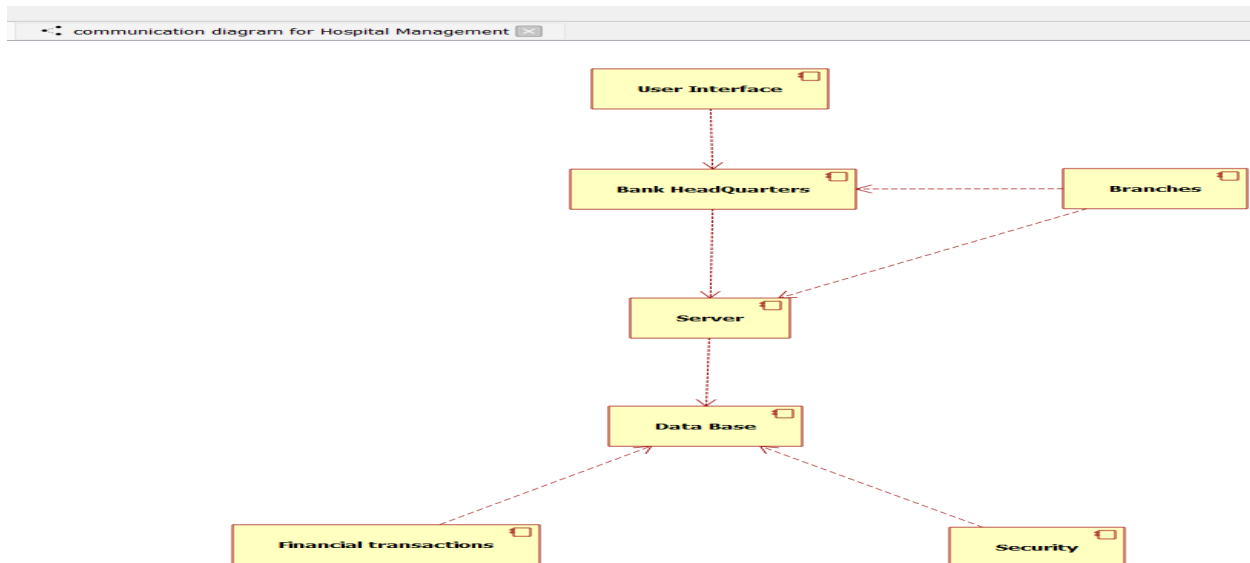 communication diagram for Hospital Management
User Interface
Bank HeadQuarters
Branches
Server
Data Base
Financial transactions
Security